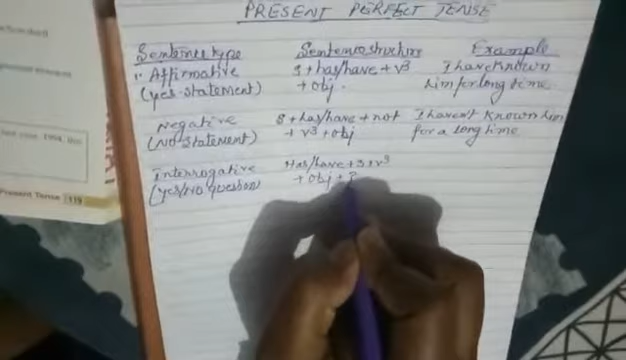 PRESENT PERFECT TENSE
Sentence type Sentence structure Example
1. Affirmative S + has/have + V3 I have known
(yes-statement) + obj. him for long time.
Negative S + has/have + not I haven't known him
(NO statement) + V3 + obj for a long time.
Interrogative Has/have + S + V3
(yes/NO question + obj + ?
1994,
Present Tense 119